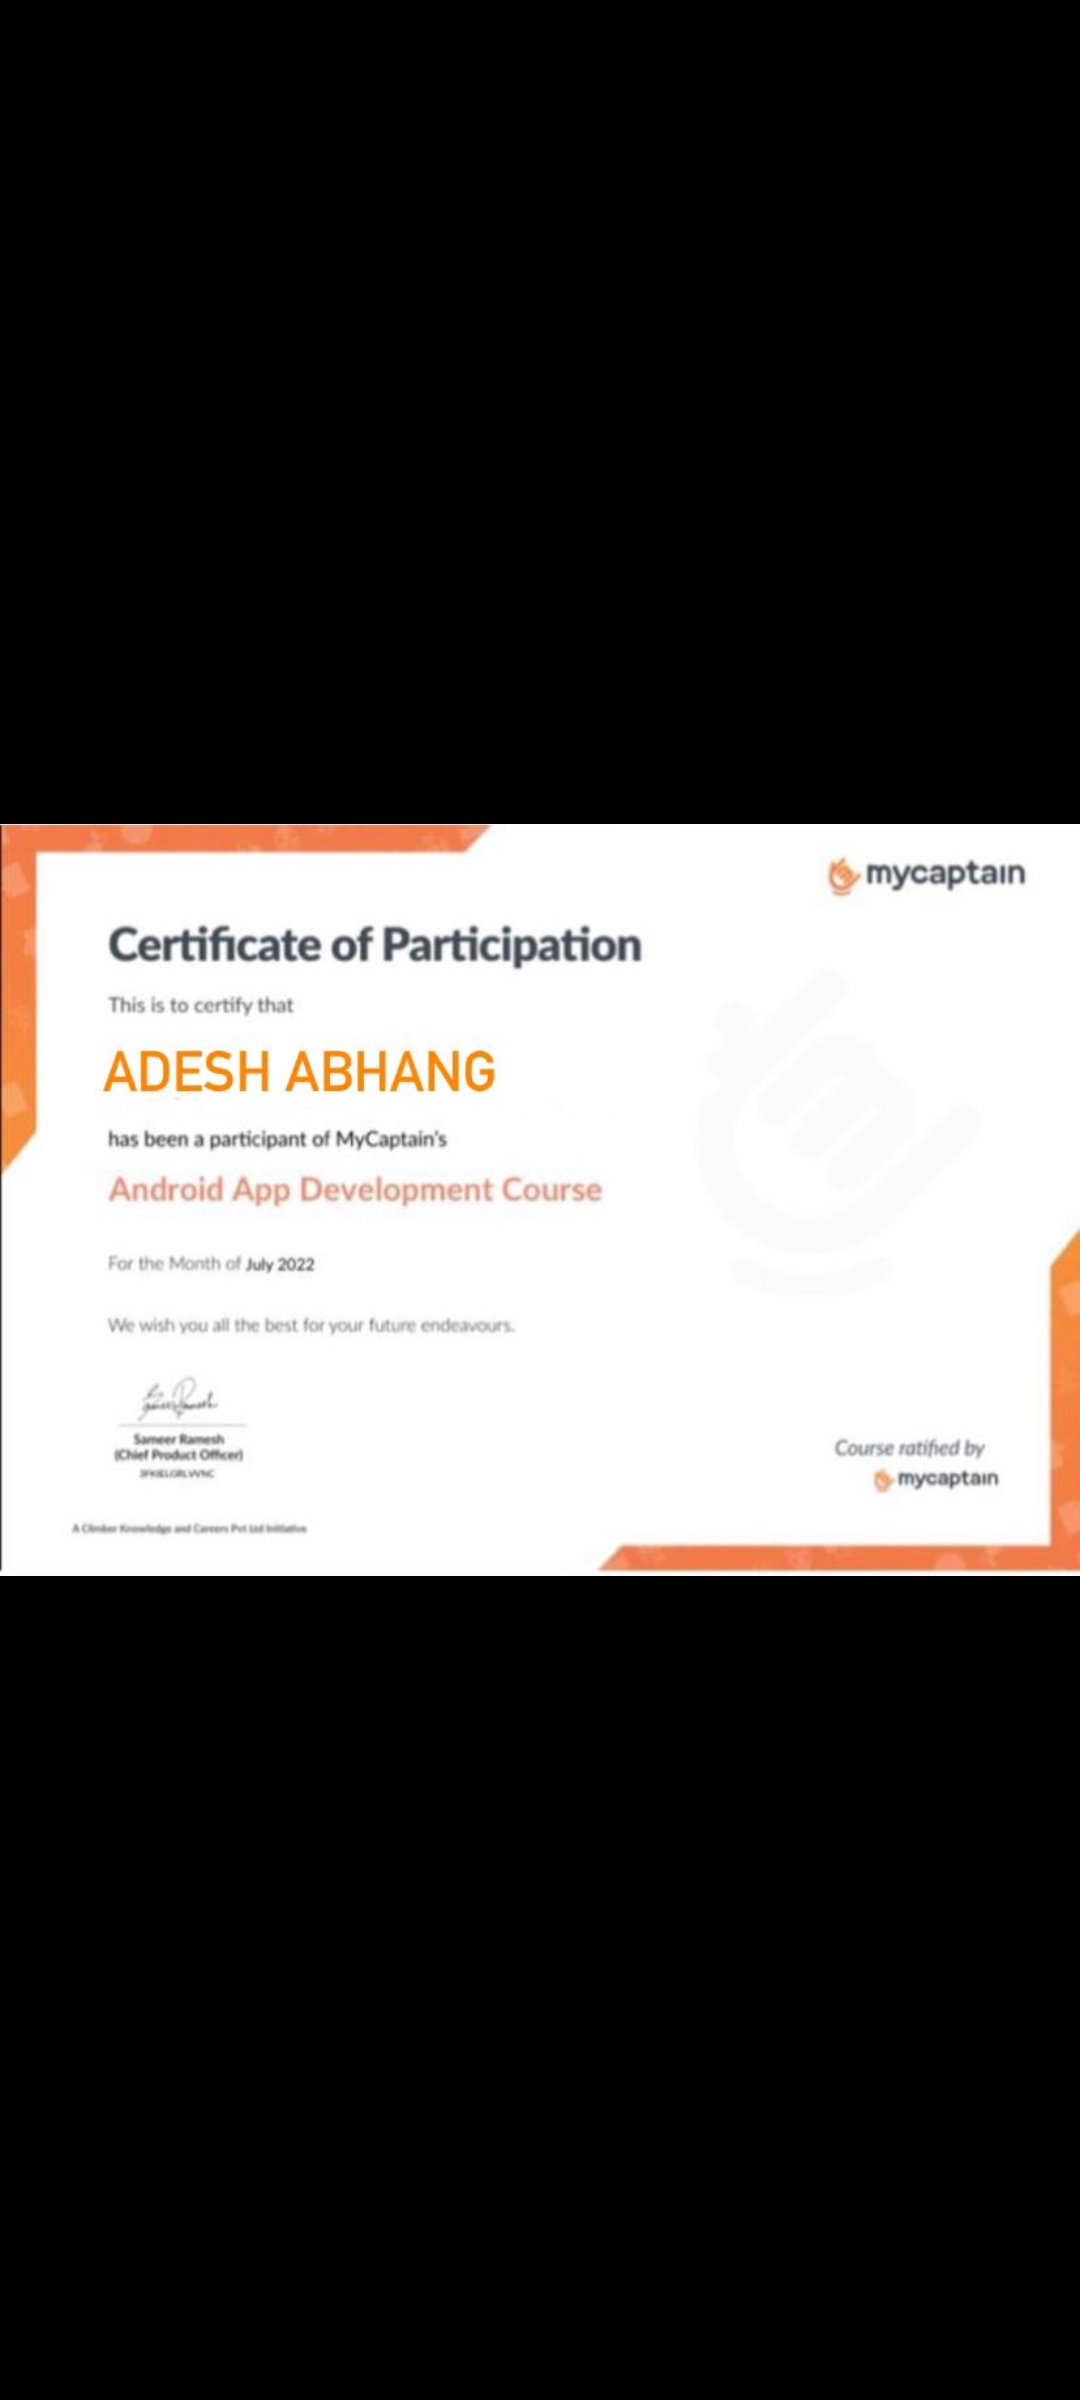 mycaptain
Certificate of Participation
This is to certify that
ADESH ABHANG
has been a participant of MyCaptain's
Android App Development Course
For the Month of July 2022
We wish you all the best for your future endeavours.
Sameer Ramesh
(Chief Product Officer)
Course ratified by
mycaptain
A Climber Knowledge and Careers Pvt Ltd Initiative